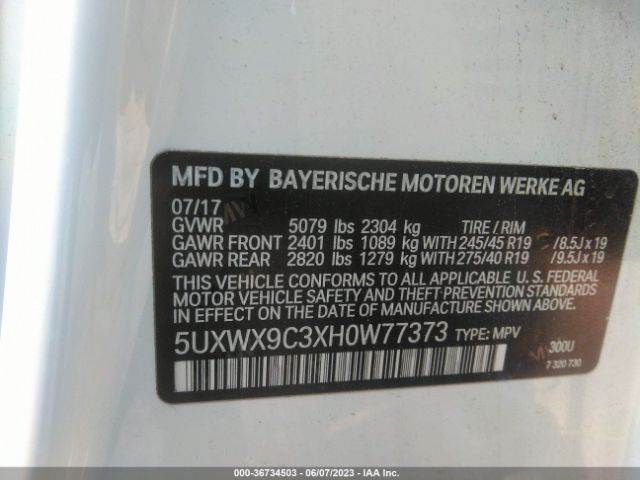 MFD BY BAYERISCHE MOTOREN WERKE AG
07/17
GVWR 5079 lbs 2304 kg TIRE / RIM
GAWR FRONT 2401 lbs 1089 kg WITH 245/45 R19 /8.5J x 19
GAWR REAR 2820 lbs 1279 kg WITH 275/40 R19 /9.5J x 19
THIS VEHICLE CONFORMS TO ALL APPLICABLE U. S. FEDERAL
MOTOR VEHICLE SAFETY AND THEFT PREVENTION STANDARDS
IN EFFECT ON THE DATE OF MANUFACTURE SHOWN ABOVE.
5UXWX9C3XH0W77373 TYPE: MPV
300U
7 320 730
000-36734503 - 06/07/2023 - IAA Inc.